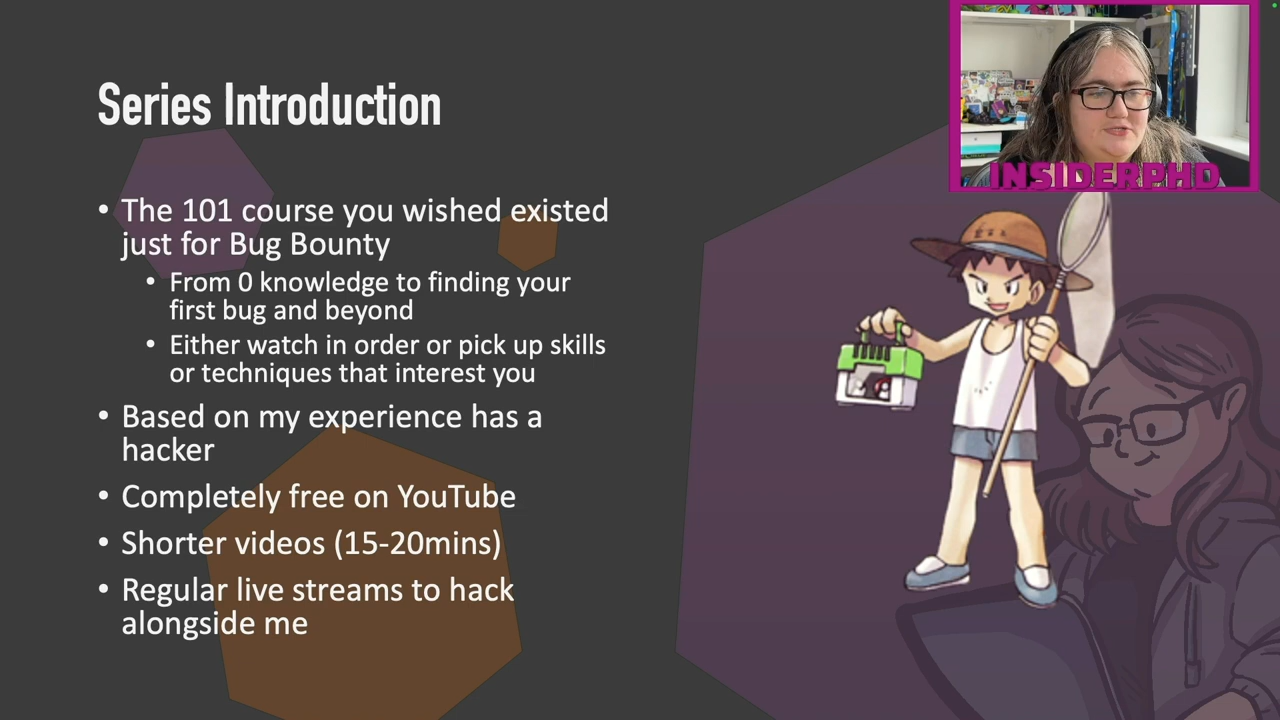 Series Introduction
• The 101 course you wished existed
just for Bug Bounty
• From 0 knowledge to finding your
first bug and beyond
• Either watch in order or pick up skills
or techniques that interest you
• Based on my experience has a
hacker
• Completely free on YouTube
• Shorter videos (15-20mins)
• Regular live streams to hack
alongside me
INSIDERPHD